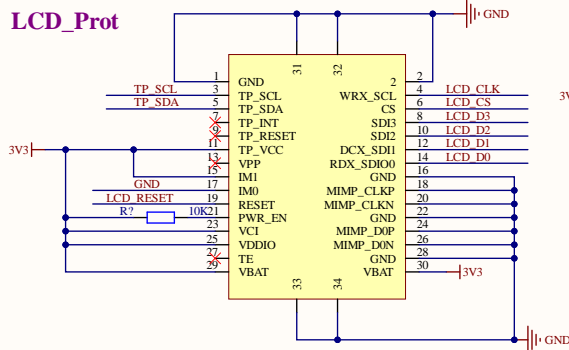 LCD_Prot
GND
31 32
1 GND 2 2
TP_SCL 3 TP_SCL WRX_SCL 4 LCD_CLK 3V
TP_SDA 5 TP_SDA CS 6 LCD_CS
7 TP_INT SDI3 8 LCD_D3
9 TP_RESET SDI2 10 LCD_D2
3V3 11 TP_VCC DCX_SDI1 12 LCD_D1
13 VPP RDX_SDIO0 14 LCD_D0
15 IM1 GND 16
GND 17 IM0 MIMP_CLKP 18
LCD_RESET 19 RESET MIMP_CLKN 20
R? 10K 21 PWR_EN GND 22
23 VCI MIMP_D0P 24
25 VDDIO MIMP_D0N 26
27 TE GND 28
29 VBAT VBAT 30 3V3
33 34
GND